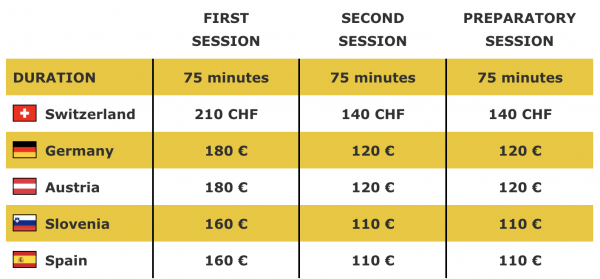 FIRST SESSION SECOND SESSION PREPARATORY SESSION
DURATION 75 minutes 75 minutes 75 minutes
Switzerland 210 CHF 140 CHF 140 CHF
Germany 180 € 120 € 120 €
Austria 180 € 120 € 120 €
Slovenia 160 € 110 € 110 €
Spain 160 € 110 € 110 €